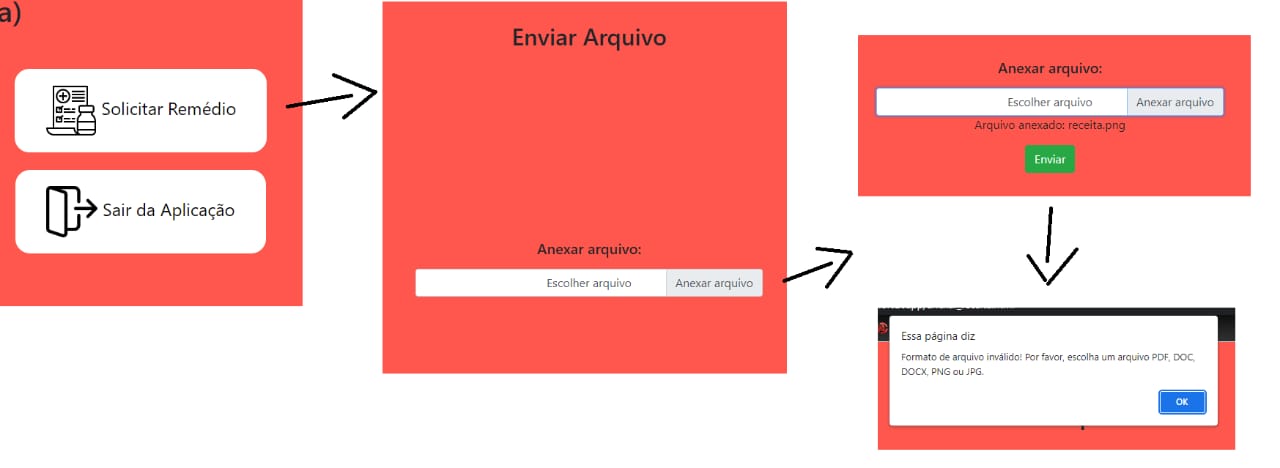 a)
Solicitar Remédio
Sair da Aplicação
Enviar Arquivo
Anexar arquivo:
Escolher arquivo
Anexar arquivo
Anexar arquivo:
Escolher arquivo
Anexar arquivo
Arquivo anexado: receita.png
Enviar
Essa página diz
Formato de arquivo inválido! Por favor, escolha um arquivo PDF, DOC,
DOCX, PNG ou JPG.
OK